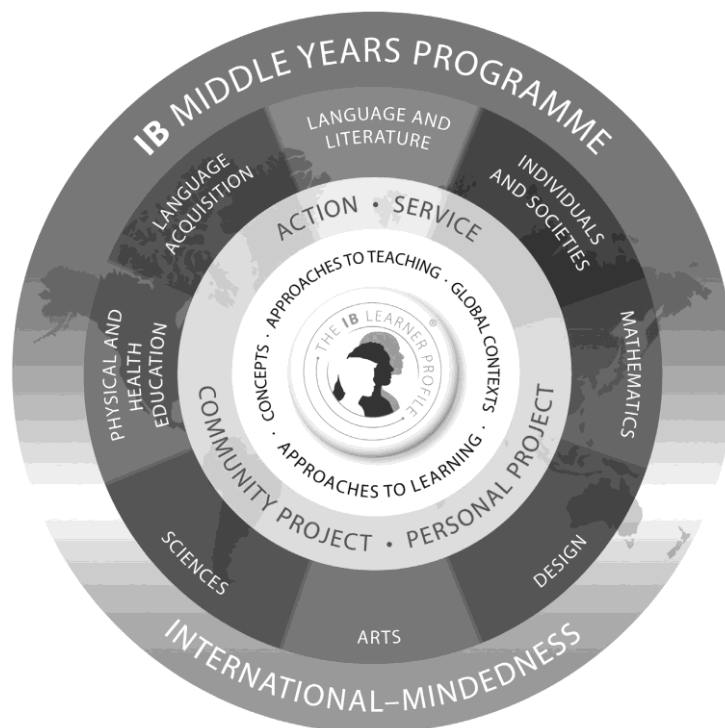 IB MIDDLE YEARS PROGRAMME
LANGUAGE AND
LITERATURE
INDIVIDUALS
AND SOCIETIES
MATHEMATICS
DESIGN
ARTS
SCIENCES
PHYSICAL AND
HEALTH
EDUCATION
LANGUAGE
ACQUISITION
ACTION • SERVICE
PERSONAL PROJECT •
COMMUNITY PROJECT
APPROACHES TO TEACHING •
GLOBAL CONTEXTS •
APPROACHES TO LEARNING •
CONCEPTS •
• THE IB LEARNER PROFILE •
®
INTERNATIONAL–MINDEDNESS